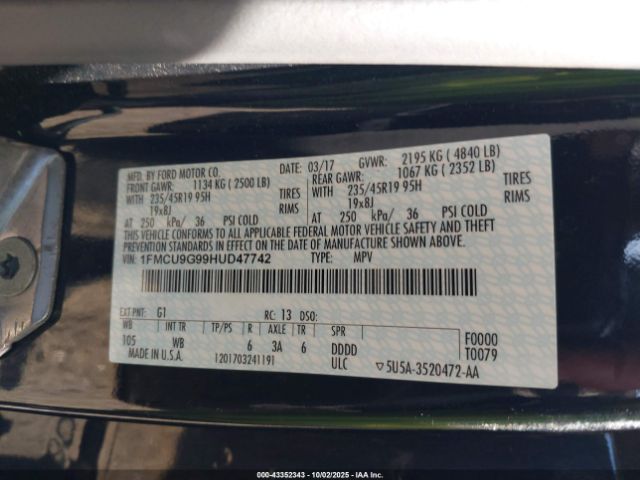 MFD. BY FORD MOTOR CO. DATE: 03/17 GVWR: 2195 KG ( 4840 LB)
FRONT GAWR: 1134 KG ( 2500 LB) REAR GAWR: 1067 KG ( 2352 LB)
235/45R19 95H TIRES 235/45R19 95H TIRES
19x8J RIMS 19x8J RIMS
AT 250 kPa/ 36 PSI COLD AT 250 kPa/ 36 PSI COLD
THIS VEHICLE CONFORMS TO ALL APPLICABLE FEDERAL MOTOR VEHICLE SAFETY AND THEFT
PREVENTION STANDARDS IN EFFECT ON THE DATE OF MANUFACTURE SHOWN ABOVE.
VIN: 1FMCU9G99HUD47742 TYPE: MPV
EXT PNT: G1 RC: 13 DSO:
WB INT TR TP/PS R AXLE TR SPR F0000
105 WB 6 3A 6 DDDD T0079
MADE IN U.S.A. 1201703241191 ULC ▽5U5A-3520472-AA
000-43352343 | 10/02/2025 | IAA Inc.